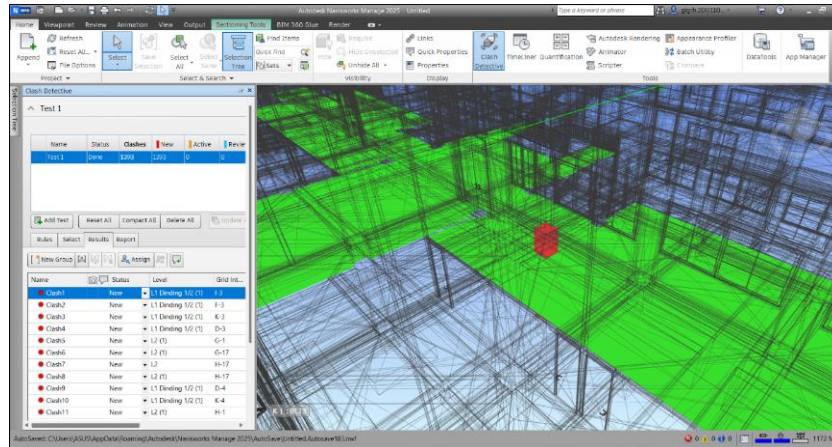 Autodesk Navisworks Manage 2025 Untitled
Type a keyword or phrase
Home Viewpoint Review Animation View Output Sectioning Tools BIM 360 Glue Render
Append
Refresh
Reset All...
File Options
Project
Select
Save Selection
Select All
Select Same
Selection Tree
Find Items
Quick Find
Sets
Select & Search
Hide
Require
Hide Unselected
Unhide All
Visibility
Links
Quick Properties
Properties
Display
Clash Detective
TimeLiner
Quantification
Autodesk Rendering
Animator
Scripter
Appearance Profiler
Batch Utility
Compare
Tools
DataTools
App Manager
Selection Tree
Clash Detective
Test 1
Name Status Clashes New Active Review
Test 1 Done 1393 1393 0 0
Add Test Reset All Compact All Delete All Update
Rules Select Results Report
New Group Assign
Name Status Level Grid Int...
Clash1 New L1 Dinding 1/2 (1) I-3
Clash2 New L1 Dinding 1/2 (1) F-3
Clash3 New L1 Dinding 1/2 (1) K-3
Clash4 New L1 Dinding 1/2 (1) D-3
Clash5 New L2 (1) G-1
Clash6 New L2 (1) G-17
Clash7 New L2 H-17
Clash8 New L2 (1) H-17
Clash9 New L1 Dinding 1/2 (1) D-4
Clash10 New L1 Dinding 1/2 (1) K-4
Clash11 New L2 (1) H-1